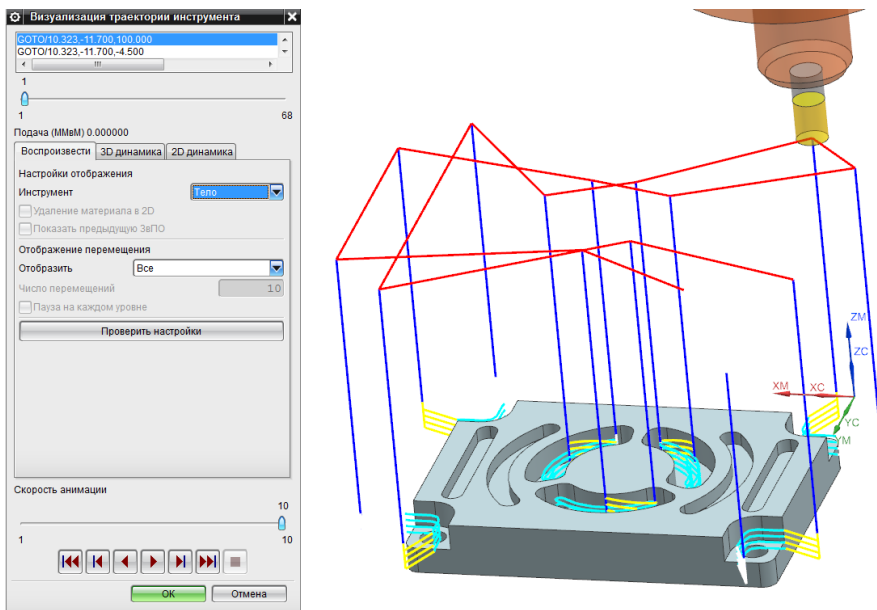 Визуализация траектории инструмента
GOTO/10.323,-11.700,100.000
GOTO/10.323,-11.700,-4.500
1
1 68
Подача (ММвМ) 0.000000
Воспроизвести 3D динамика 2D динамика
Настройки отображения
Инструмент Тело
Удаление материала в 2D
Показать предыдущую ЗвПО
Отображение перемещения
Отобразить Все
Число перемещений 10
Пауза на каждом уровне
Проверить настройки
Скорость анимации
10
1 10
OK Отмена
ZM
ZC
XM XC
YC
YM